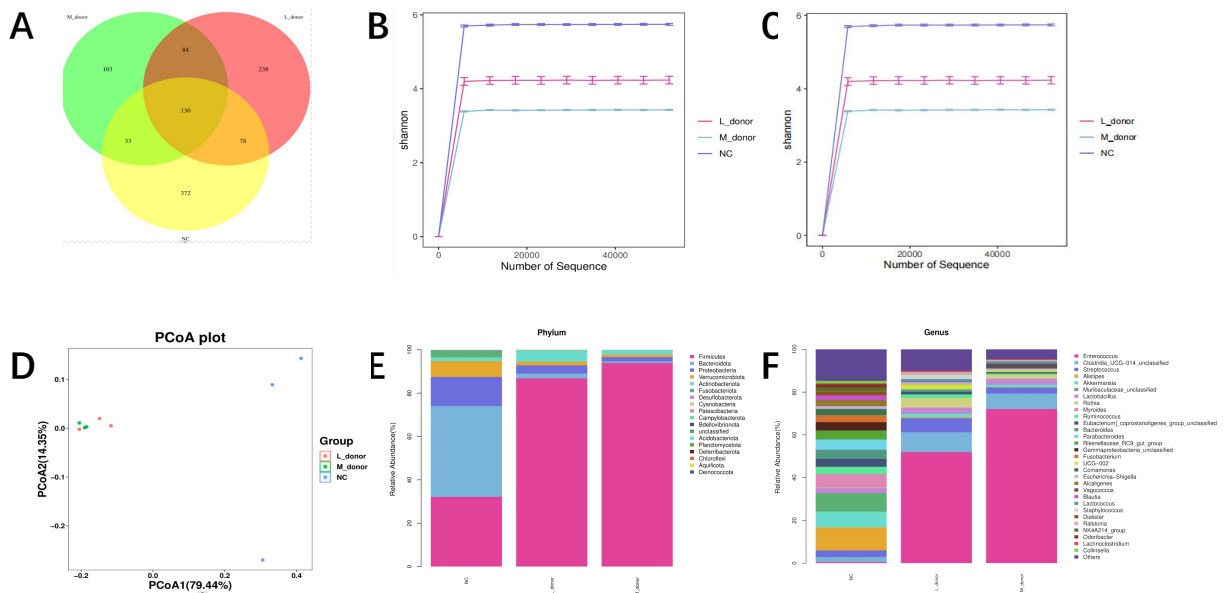 A
M_donor
L_donor
84
103
238
130
33
78
372
NC
B
6
4
2
0
shannon
0
20000
40000
Number of Sequence
L_donor
M_donor
NC
C
6
4
2
0
shannon
0
20000
40000
Number of Sequence
L_donor
M_donor
NC
D
PCoA plot
0.1
0.0
−0.1
−0.2
PCoA2(14.35%)
−0.2
0.0
0.2
0.4
PCoA1(79.44%)
Group
L_donor
M_donor
NC
E
Phylum
100
80
60
40
20
0
Relative Abundance(%)
NC
L_donor
M_donor
Firmicutes
Bacteroidota
Proteobacteria
Verrucomicrobiota
Actinobacteriota
Fusobacteriota
Desulfobacterota
Cyanobacteria
Patescibacteria
Campylobacterota
Bdellovibrionota
unclassified
Acidobacteriota
Planctomycetota
Deferribacterota
Chloroflexi
Aquificota
Deinococcota
F
Genus
100
80
60
40
20
0
Relative Abundance(%)
NC
L_donor
M_donor
Enterococcus
Clostridia_UCG−014_unclassified
Streptococcus
Alistipes
Akkermansia
Muribaculaceae_unclassified
Lactobacillus
Rothia
Myroides
Ruminococcus
Eubacterium]_coprostanoligenes_group_unclassified
Bacteroides
Parabacteroides
Rikenellaceae_RC9_gut_group
Gammaproteobacteria_unclassified
Fusobacterium
UCG−002
Comamonas
Escherichia−Shigella
Alcaligenes
Vagococcus
Blautia
Lactococcus
Staphylococcus
Dialister
Ralstonia
NK4A214_group
Odoribacter
Lachnoclostridium
Collinsella
Others